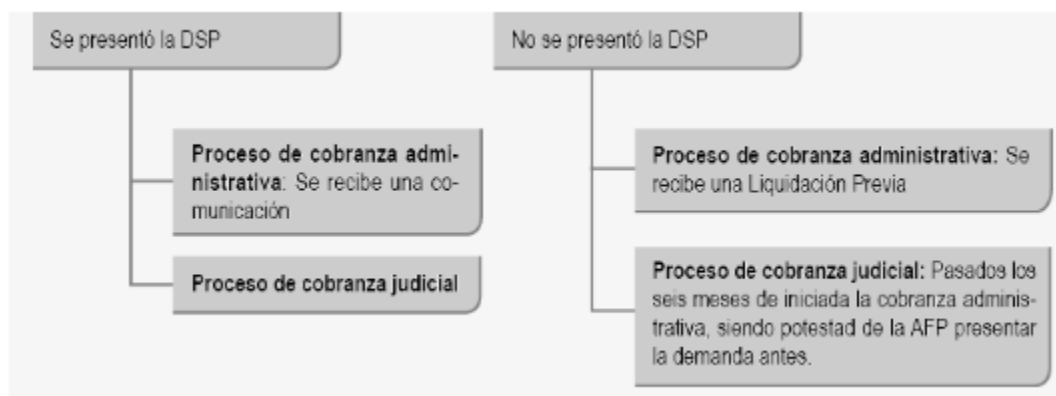 Se presentó la DSP
Proceso de cobranza admi-
nistrativa: Se recibe una co-
municación
Proceso de cobranza judicial
No se presentó la DSP
Proceso de cobranza administrativa: Se
recibe una Liquidación Previa
Proceso de cobranza judicial: Pasados los
seis meses de iniciada la cobranza adminis-
trativa, siendo potestad de la AFP presentar
la demanda antes.